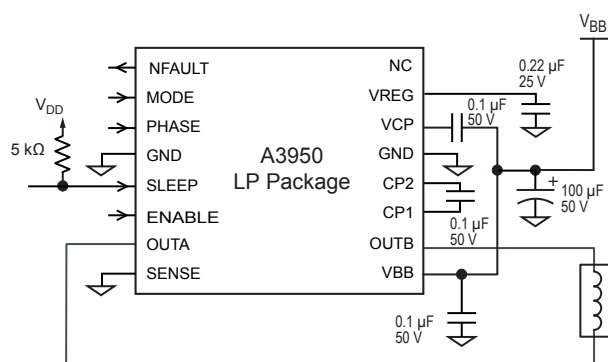 V_BB
NFAULT
NC
0.22 µF
25 V
V_DD
MODE
VREG
0.1 µF
50 V
PHASE
VCP
5 kΩ
GND
A3950
LP Package
GND
SLEEP
CP2
+
100 µF
50 V
ENABLE
CP1
0.1 µF
50 V
OUTA
OUTB
SENSE
VBB
0.1 µF
50 V